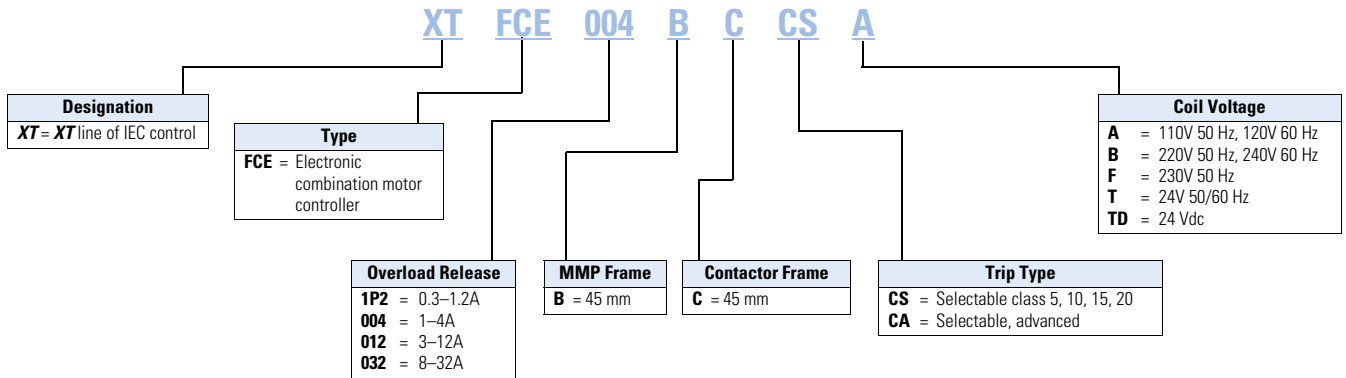 XT FCE 004 B C CS A
Designation
XT = XT line of IEC control
Type
FCE = Electronic
combination motor
controller
Coil Voltage
A = 110V 50 Hz, 120V 60 Hz
B = 220V 50 Hz, 240V 60 Hz
F = 230V 50 Hz
T = 24V 50/60 Hz
TD = 24 Vdc
Overload Release
1P2 = 0.3–1.2A
004 = 1–4A
012 = 3–12A
032 = 8–32A
MMP Frame
B = 45 mm
Contactor Frame
C = 45 mm
Trip Type
CS = Selectable class 5, 10, 15, 20
CA = Selectable, advanced